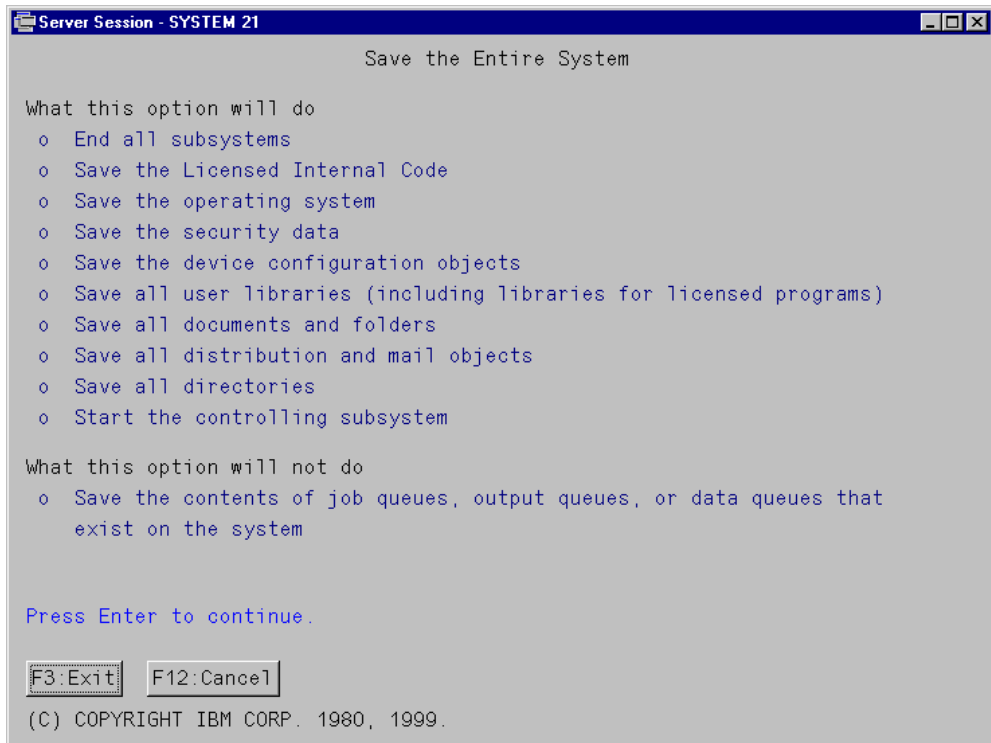 Server Session - SYSTEM 21
Save the Entire System
What this option will do
o End all subsystems
o Save the Licensed Internal Code
o Save the operating system
o Save the security data
o Save the device configuration objects
o Save all user libraries (including libraries for licensed programs)
o Save all documents and folders
o Save all distribution and mail objects
o Save all directories
o Start the controlling subsystem
What this option will not do
o Save the contents of job queues, output queues, or data queues that
exist on the system
Press Enter to continue.
F3:Exit F12:Cancel
(C) COPYRIGHT IBM CORP. 1980, 1999.